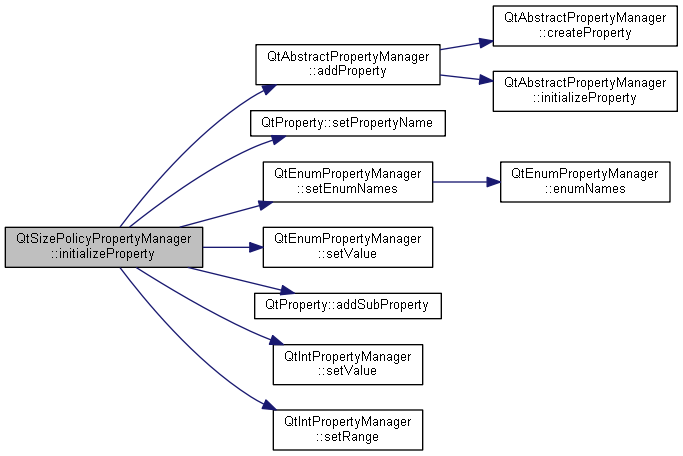 QtAbstractPropertyManager
::createProperty
QtAbstractPropertyManager
::addProperty
QtAbstractPropertyManager
::initializeProperty
QtProperty::setPropertyName
QtEnumPropertyManager
::setEnumNames
QtEnumPropertyManager
::enumNames
QtSizePolicyPropertyManager
::initializeProperty
QtEnumPropertyManager
::setValue
QtProperty::addSubProperty
QtIntPropertyManager
::setValue
QtIntPropertyManager
::setRange